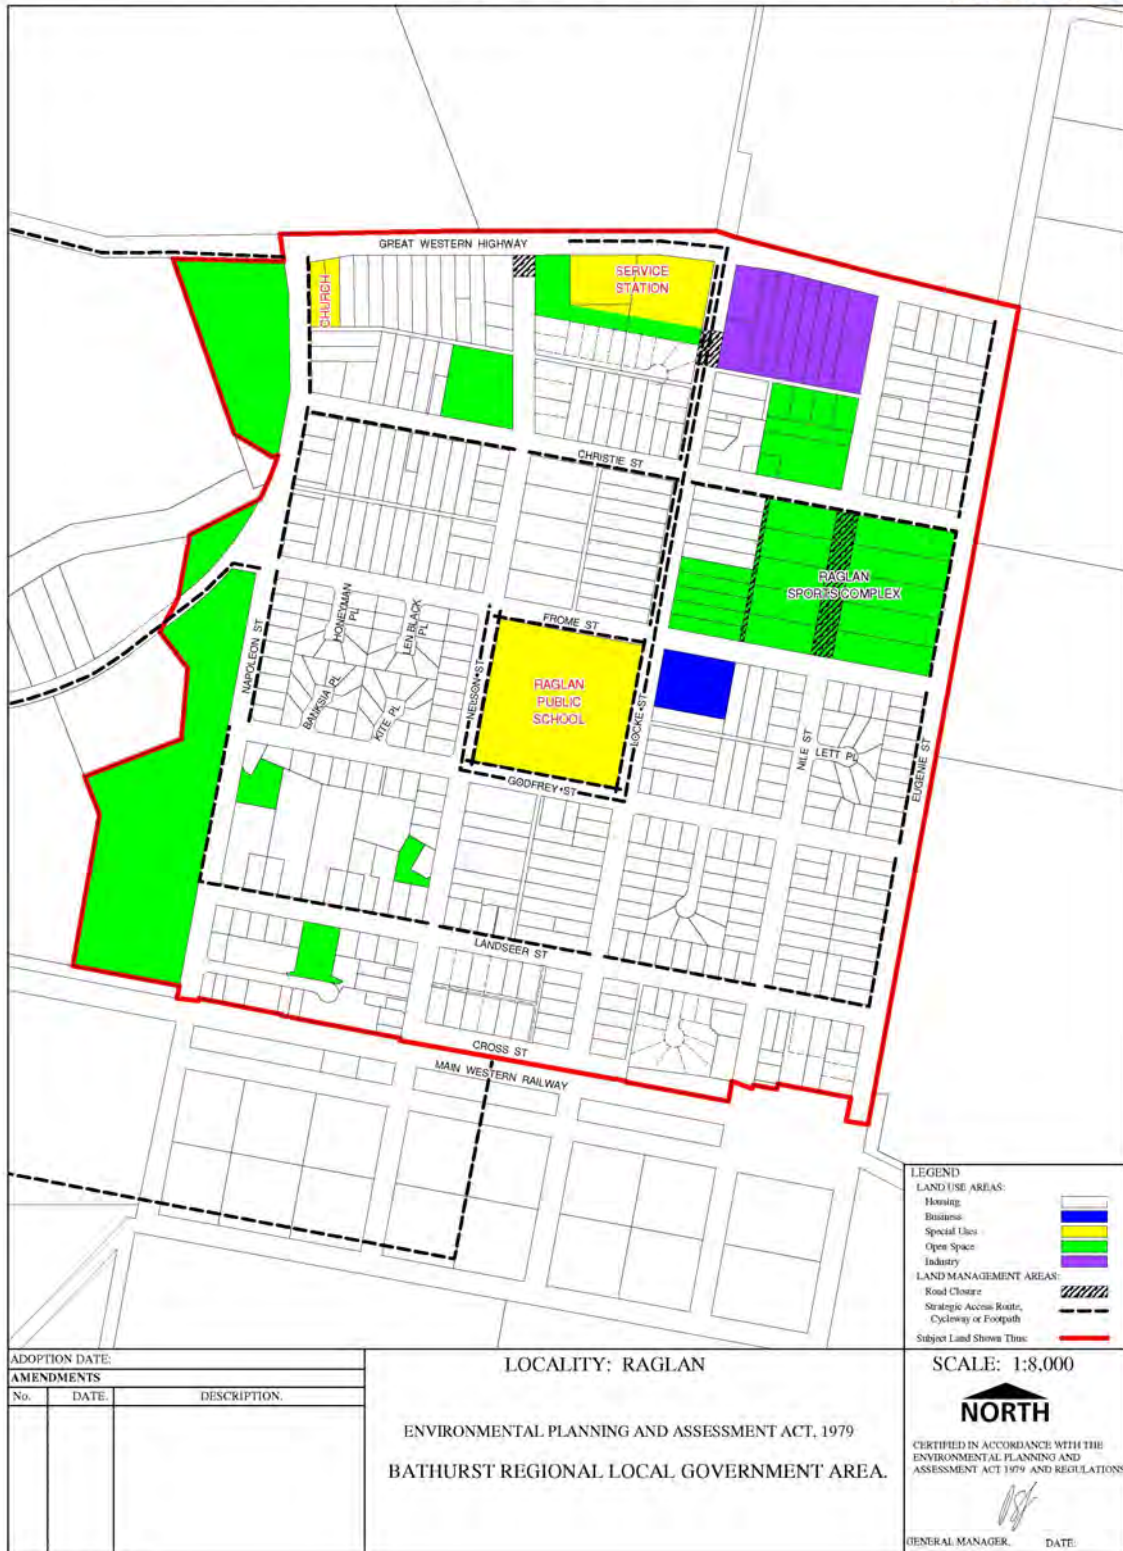 GREAT WESTERN HIGHWAY
CHURCH
SERVICE
STATION
CHRISTIE ST
RAGLAN
SPORTS COMPLEX
HONEYMAN
PL
LEN BLACK
PL
FROME ST
NAPOLEON ST
BANKSIA PL
KITE PL
NELSON ST
RAGLAN
PUBLIC
SCHOOL
LOCKE ST
NILE ST
LETT PL
EUGENIE ST
GODFREY ST
LANDSEER ST
CROSS ST
MAIN WESTERN RAILWAY
LEGEND
LAND USE AREAS:
Housing
Business
Special Uses
Open Space
Industry
LAND MANAGEMENT AREAS:
Road Closure
Strategic Access Route,
Cycleway or Footpath
Subject Land Shown Thus:
ADOPTION DATE:
AMENDMENTS
No. DATE. DESCRIPTION.
LOCALITY: RAGLAN
ENVIRONMENTAL PLANNING AND ASSESSMENT ACT, 1979
BATHURST REGIONAL LOCAL GOVERNMENT AREA.
SCALE: 1:8,000
NORTH
CERTIFIED IN ACCORDANCE WITH THE
ENVIRONMENTAL PLANNING AND
ASSESSMENT ACT 1979 AND REGULATIONS
GENERAL MANAGER. DATE: